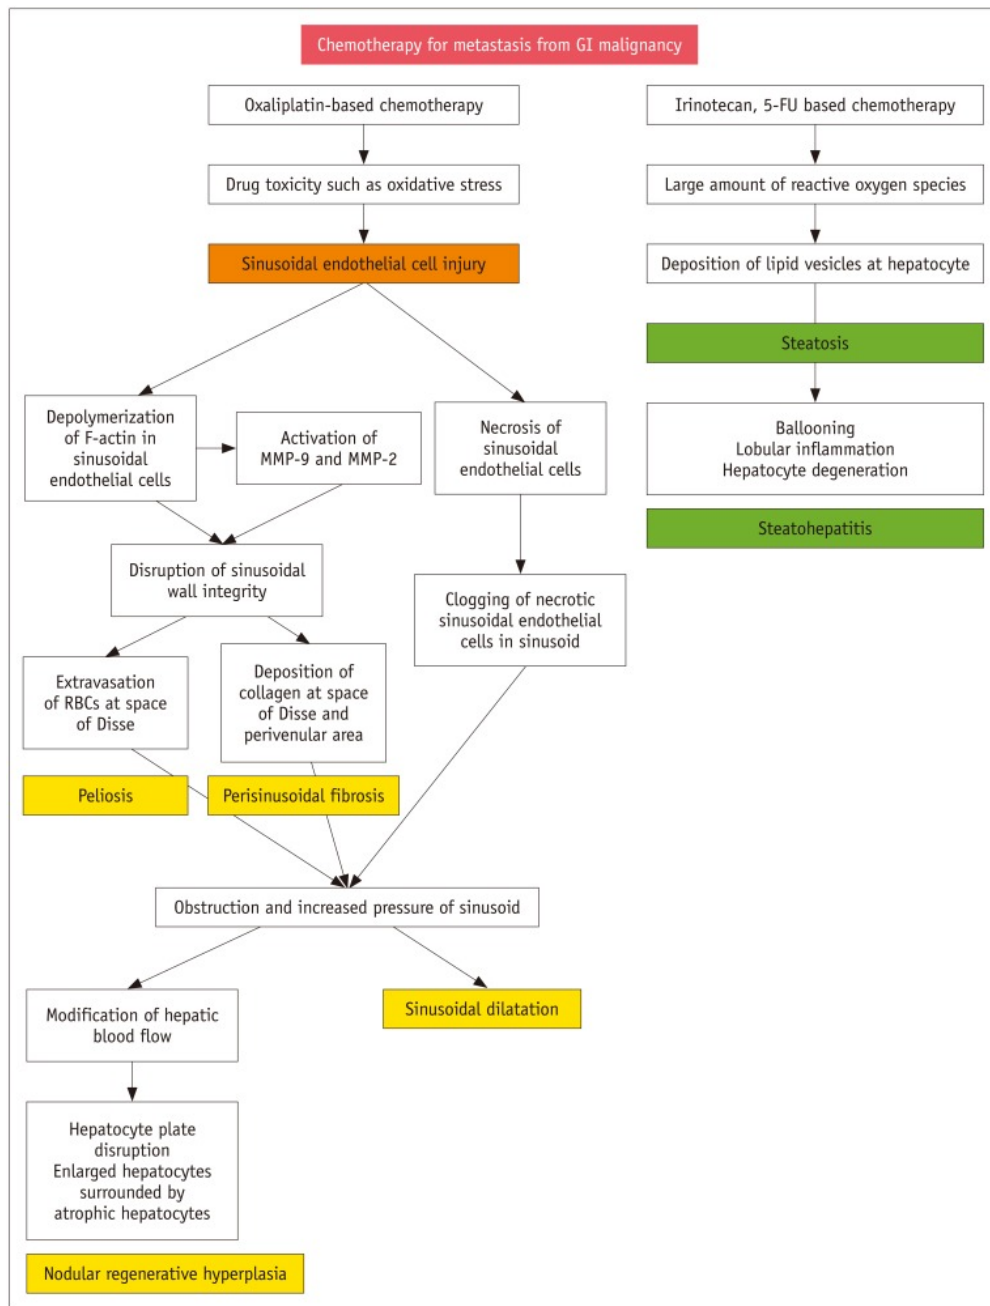 Chemotherapy for metastasis from GI malignancy
Oxaliplatin-based chemotherapy
Drug toxicity such as oxidative stress
Sinusoidal endothelial cell injury
Depolymerization
of F-actin in
sinusoidal
endothelial cells
Activation of
MMP-9 and MMP-2
Necrosis of
sinusoidal
endothelial cells
Disruption of sinusoidal
wall integrity
Clogging of necrotic
sinusoidal endothelial
cells in sinusoid
Extravasation
of RBCs at space
of Disse
Deposition of
collagen at space
of Disse and
perivenular area
Peliosis
Perisinusoidal fibrosis
Obstruction and increased pressure of sinusoid
Modification of hepatic
blood flow
Sinusoidal dilatation
Hepatocyte plate
disruption
Enlarged hepatocytes
surrounded by
atrophic hepatocytes
Nodular regenerative hyperplasia
Irinotecan, 5-FU based chemotherapy
Large amount of reactive oxygen species
Deposition of lipid vesicles at hepatocyte
Steatosis
Ballooning
Lobular inflammation
Hepatocyte degeneration
Steatohepatitis